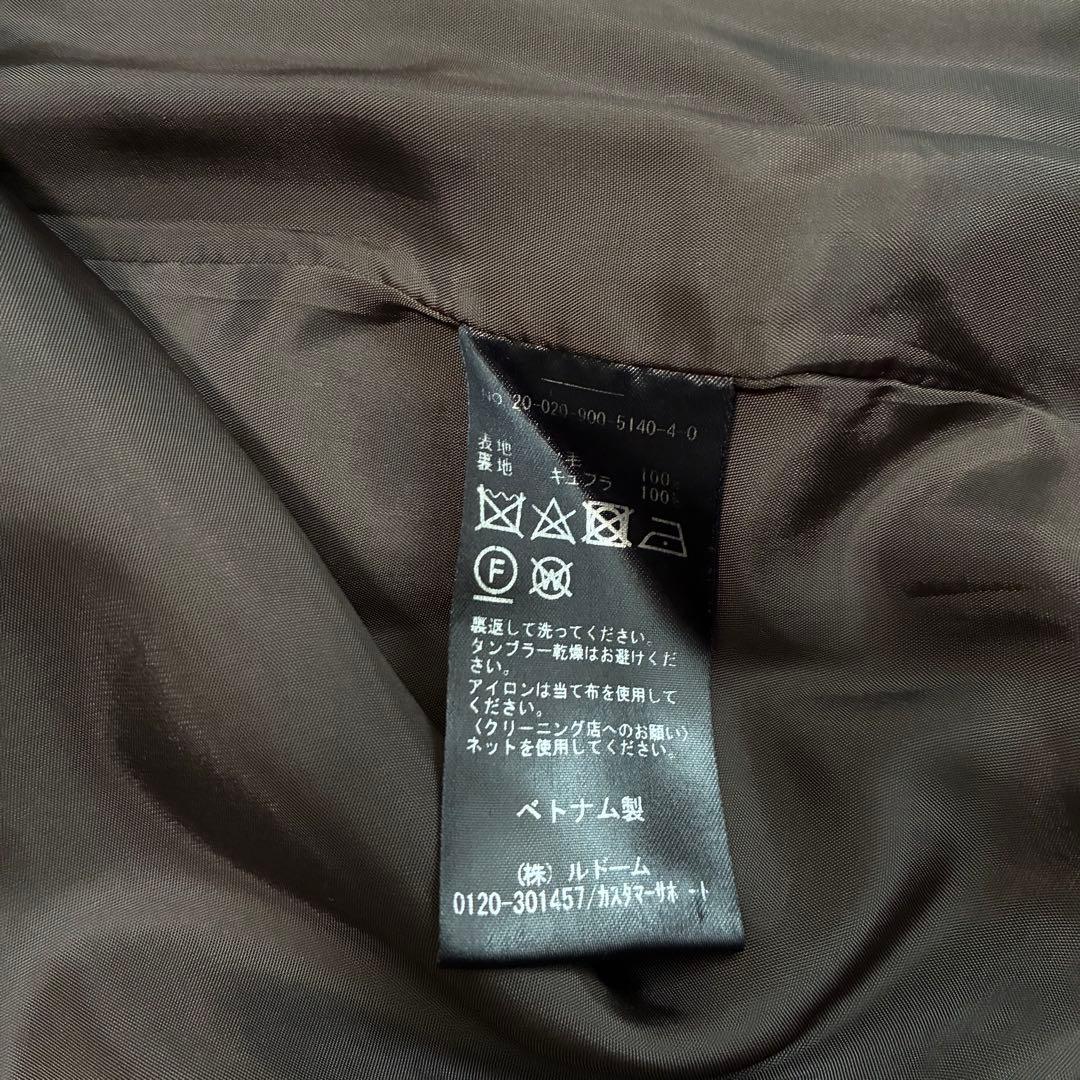 NO.20-020-900-5140-4-0
表地 毛 100%
裏地 キュプラ 100%
F W
裏返して洗ってください。
タンブラー乾燥はお避けくだ
さい。
アイロンは当て布を使用して
ください。
〈クリーニング店へのお願い〉
ネットを使用してください。
ベトナム製
(株)ルドーム
0120-301457/カスタマーサポート